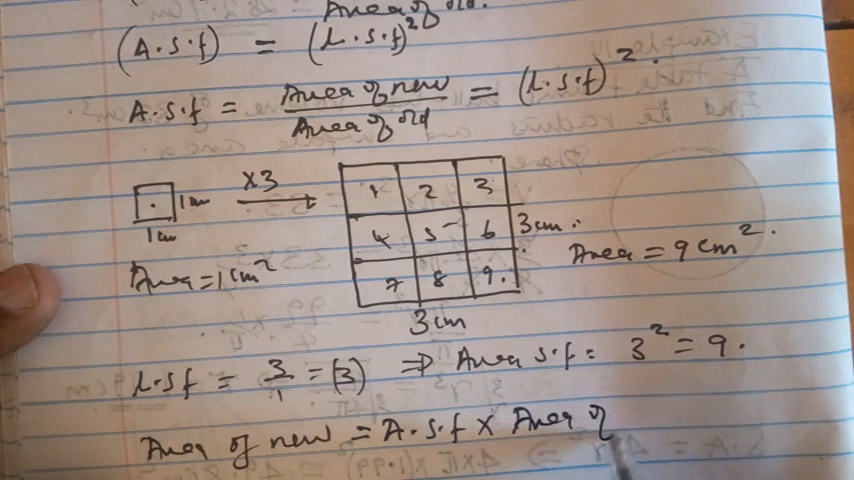 Area of old.
(A.s.f) = (L.s.f)²
A.s.f = Area of new / Area of old = (L.s.f)².
×3
1 2 3
1cm
4 5 6
3cm.
1cm
Area = 1cm²
7 8 9.
Area = 9cm².
3cm
L.sf = 3/1 = (3) ⇒ Area s.f = 3² = 9.
Area of new = A.s.f × Area of